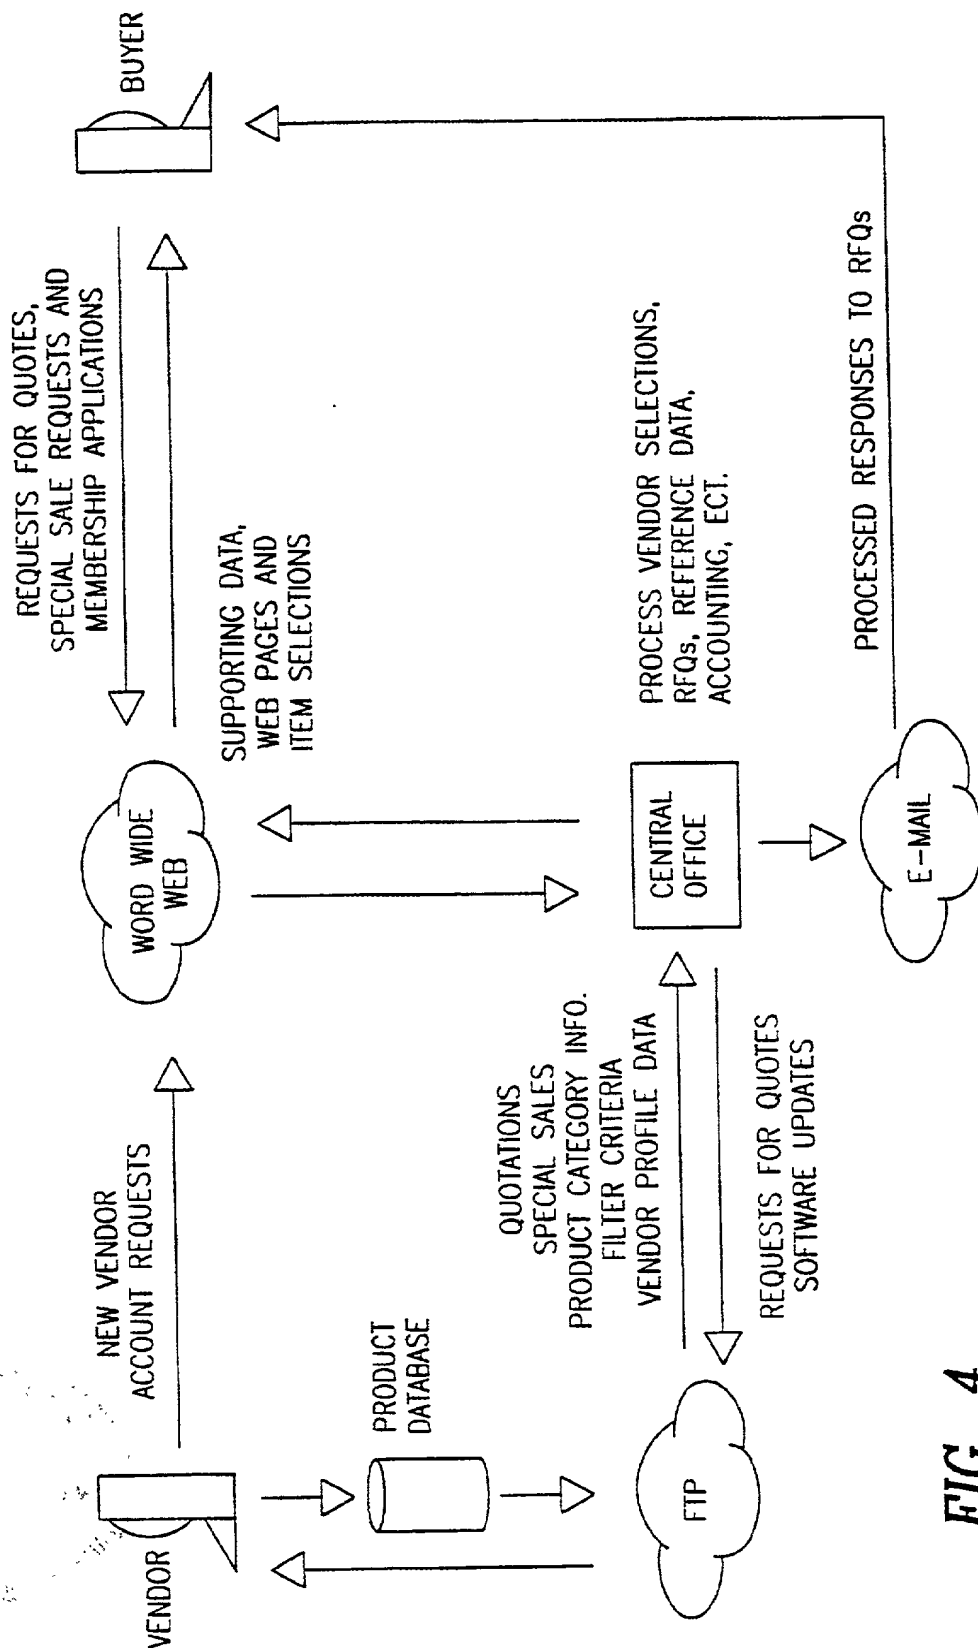 VENDOR
NEW VENDOR
ACCOUNT REQUESTS
WORD WIDE
WEB
REQUESTS FOR QUOTES,
SPECIAL SALE REQUESTS AND
MEMBERSHIP APPLICATIONS
BUYER
SUPPORTING DATA,
WEB PAGES AND
ITEM SELECTIONS
PRODUCT
DATABASE
QUOTATIONS
SPECIAL SALES
PRODUCT CATEGORY INFO.
FILTER CRITERIA
VENDOR PROFILE DATA
CENTRAL
OFFICE
PROCESS VENDOR SELECTIONS,
RFQs, REFERENCE DATA,
ACCOUNTING, ECT.
FTP
REQUESTS FOR QUOTES
SOFTWARE UPDATES
E-MAIL
PROCESSED RESPONSES TO RFQs
FIG. 4